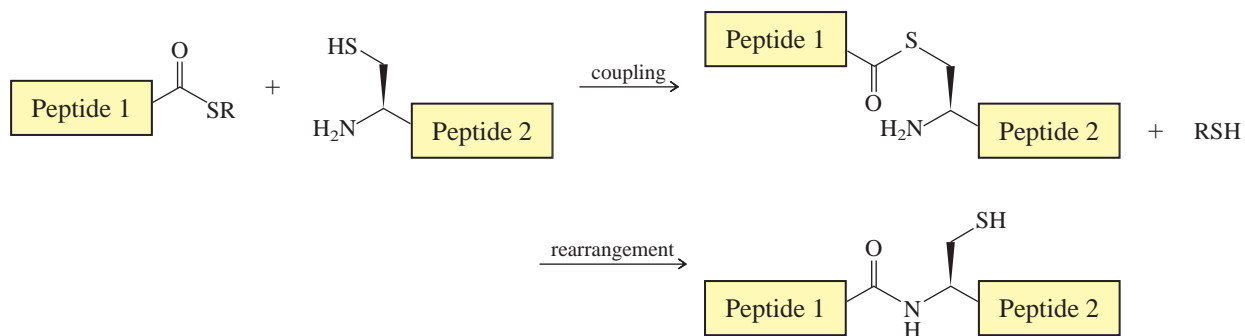 O
Peptide 1
SR
+
HS
H₂N
Peptide 2
coupling
Peptide 1
S
O
H₂N
Peptide 2
+
RSH
rearrangement
Peptide 1
O
N
H
SH
Peptide 2